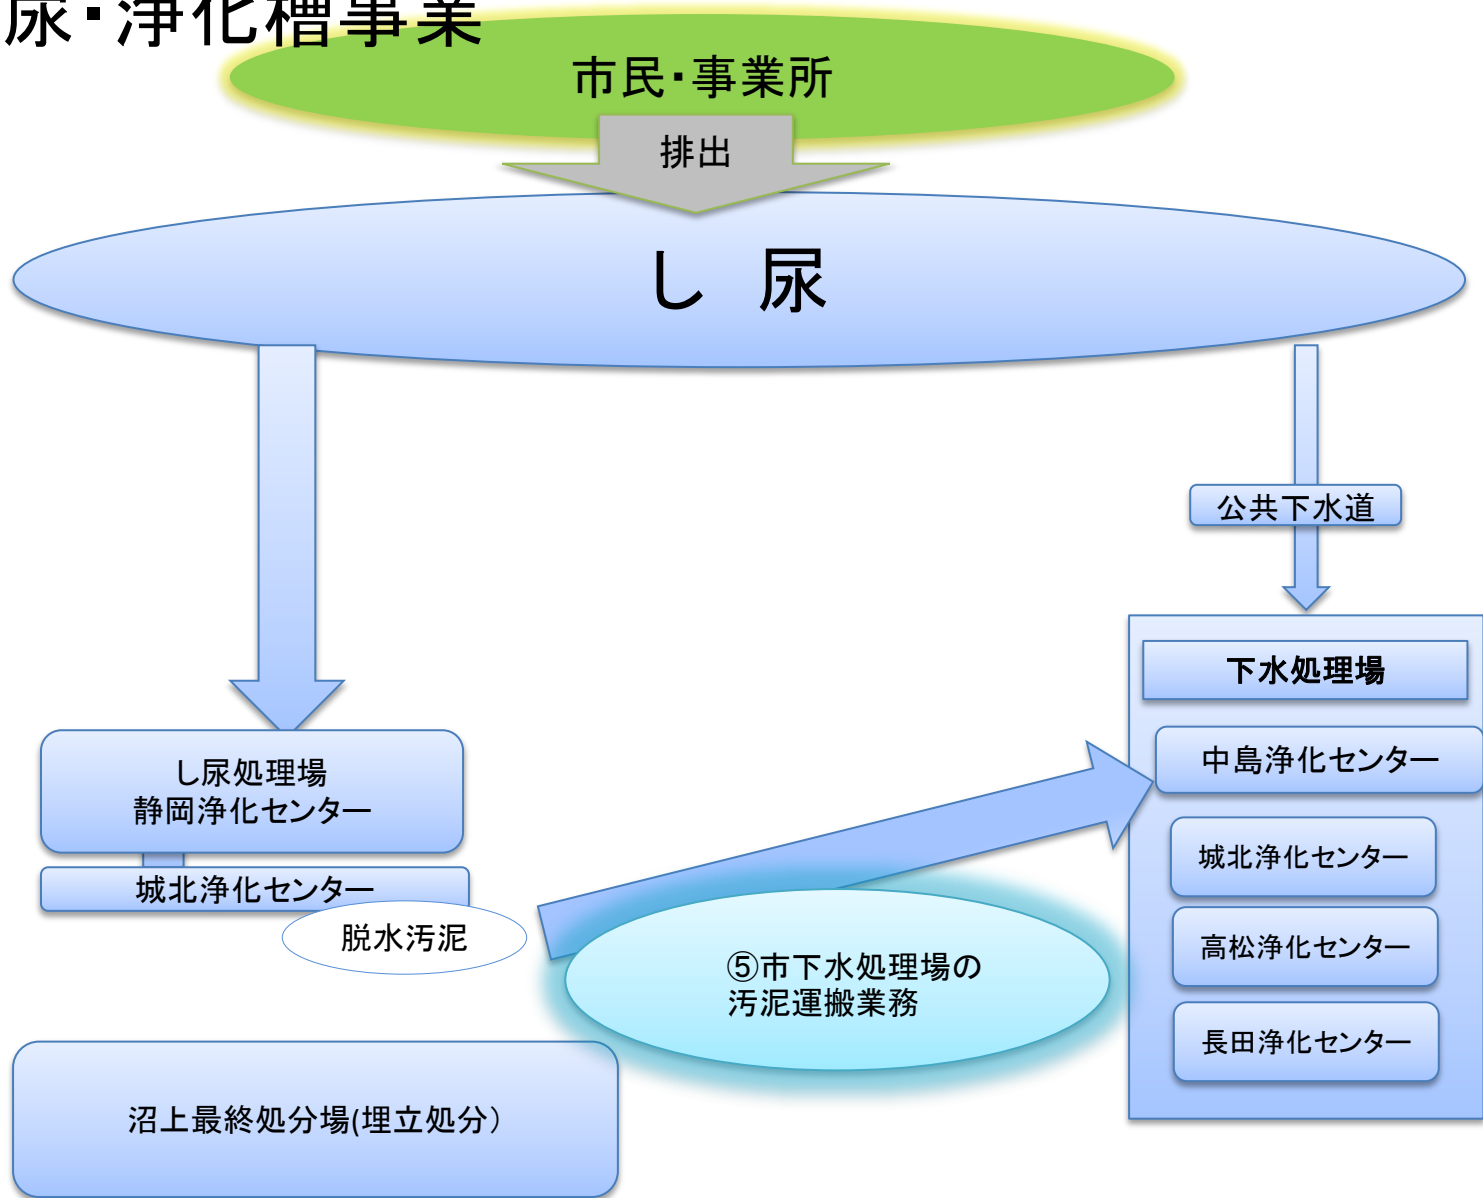 尿・浄化槽事業
市民・事業所
排出
し 尿
公共下水道
下水処理場
し尿処理場
静岡浄化センター
中島浄化センター
城北浄化センター
城北浄化センター
脱水汚泥
高松浄化センター
⑤市下水処理場の
汚泥運搬業務
長田浄化センター
沼上最終処分場(埋立処分）